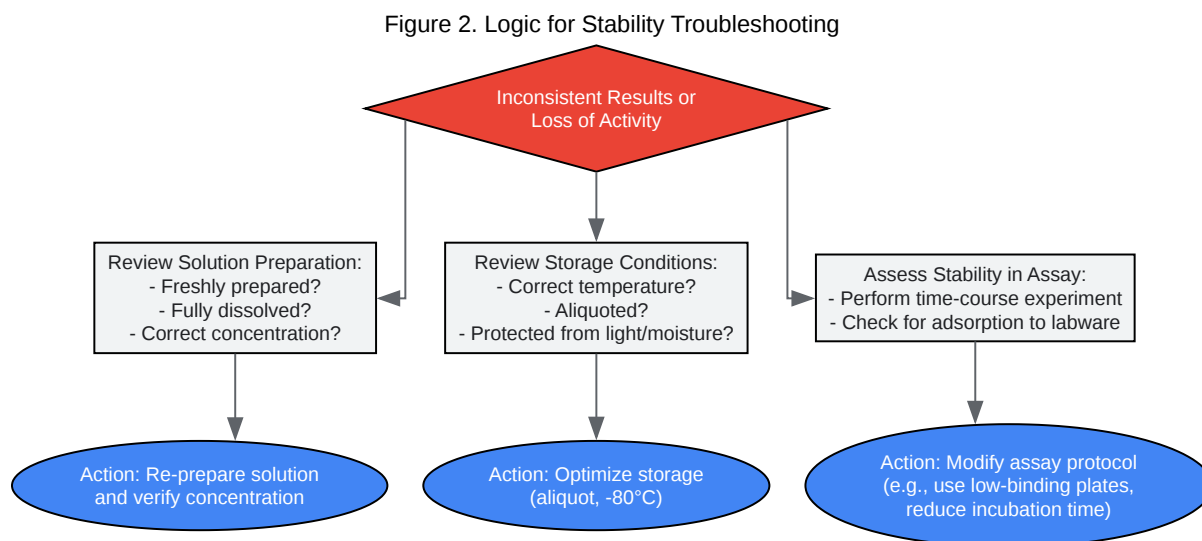 Figure 2. Logic for Stability Troubleshooting
Inconsistent Results or
Loss of Activity
Review Solution Preparation:
- Freshly prepared?
- Fully dissolved?
- Correct concentration?
Review Storage Conditions:
- Correct temperature?
- Aliquoted?
- Protected from light/moisture?
Assess Stability in Assay:
- Perform time-course experiment
- Check for adsorption to labware
Action: Re-prepare solution
and verify concentration
Action: Optimize storage
(aliquot, -80°C)
Action: Modify assay protocol
(e.g., use low-binding plates,
reduce incubation time)